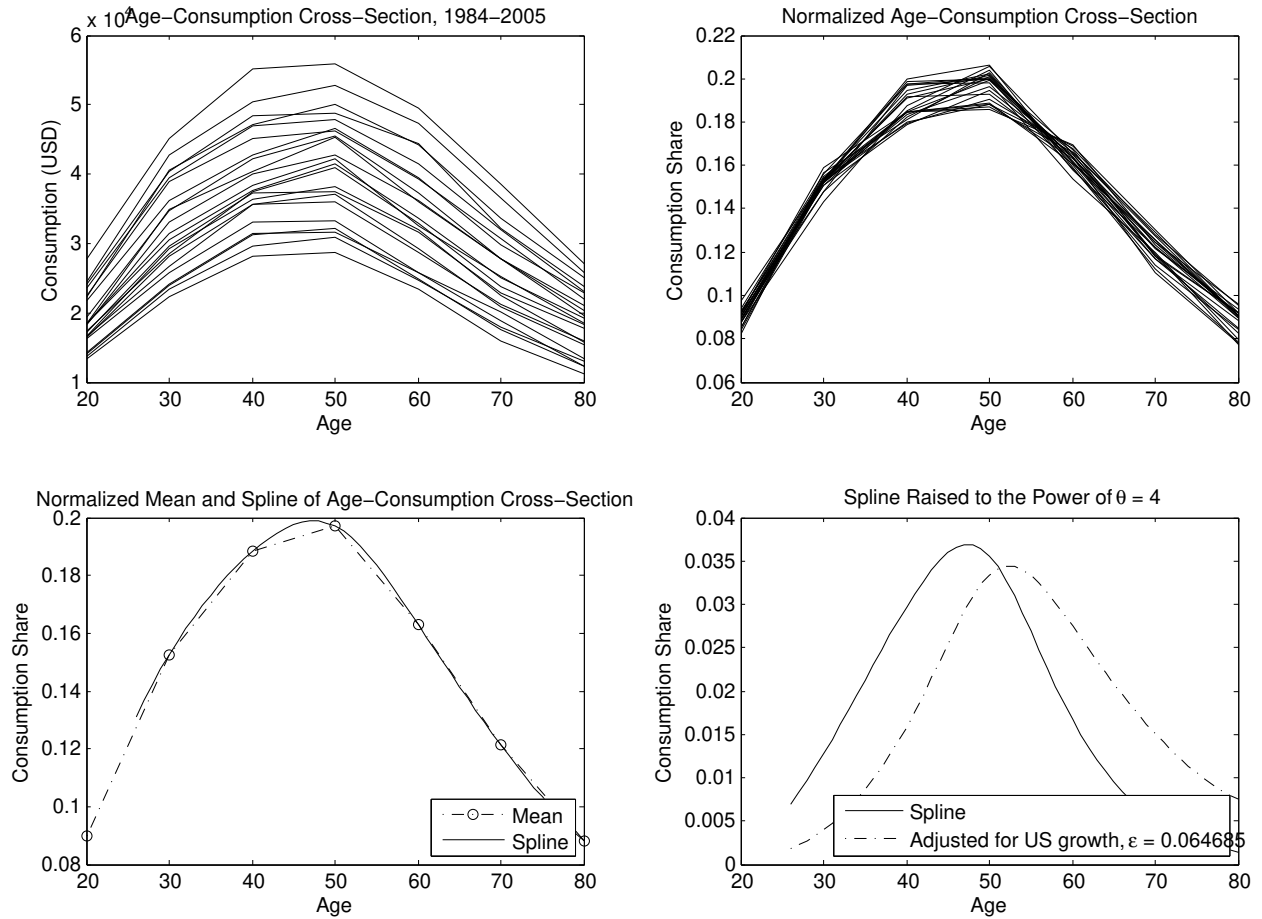 x 10⁴
Age−Consumption Cross−Section, 1984−2005
Consumption (USD)
6
5
4
3
2
1
20 30 40 50 60 70 80
Age
Normalized Age−Consumption Cross−Section
Consumption Share
0.22
0.2
0.18
0.16
0.14
0.12
0.1
0.08
0.06
20 30 40 50 60 70 80
Age
Normalized Mean and Spline of Age−Consumption Cross−Section
Consumption Share
0.2
0.18
0.16
0.14
0.12
0.1
0.08
Mean
Spline
20 30 40 50 60 70 80
Age
Spline Raised to the Power of θ = 4
Consumption Share
0.04
0.035
0.03
0.025
0.02
0.015
0.01
0.005
0
Spline
Adjusted for US growth, ε = 0.064685
20 30 40 50 60 70 80
Age